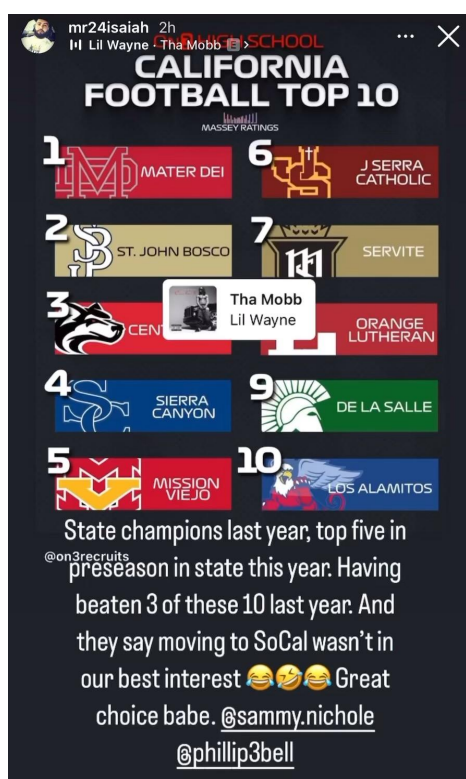 mr24isaiah 2h
Lil Wayne · Tha Mobb E >
On3 HIGH SCHOOL
CALIFORNIA
FOOTBALL TOP 10
MASSEY RATINGS
1 MATER DEI
2 ST. JOHN BOSCO
3 CEN
4 SIERRA
CANYON
5 MISSION
VIEJO
6 J SERRA
CATHOLIC
7 SERVITE
ORANGE
LUTHERAN
9 DE LA SALLE
10 LOS ALAMITOS
Tha Mobb
Lil Wayne
@on3recruits
State champions last year, top five in
preseason in state this year. Having
beaten 3 of these 10 last year. And
they say moving to SoCal wasn't in
our best interest 😂🤣😂 Great
choice babe. @sammy.nichole
@phillip3bell